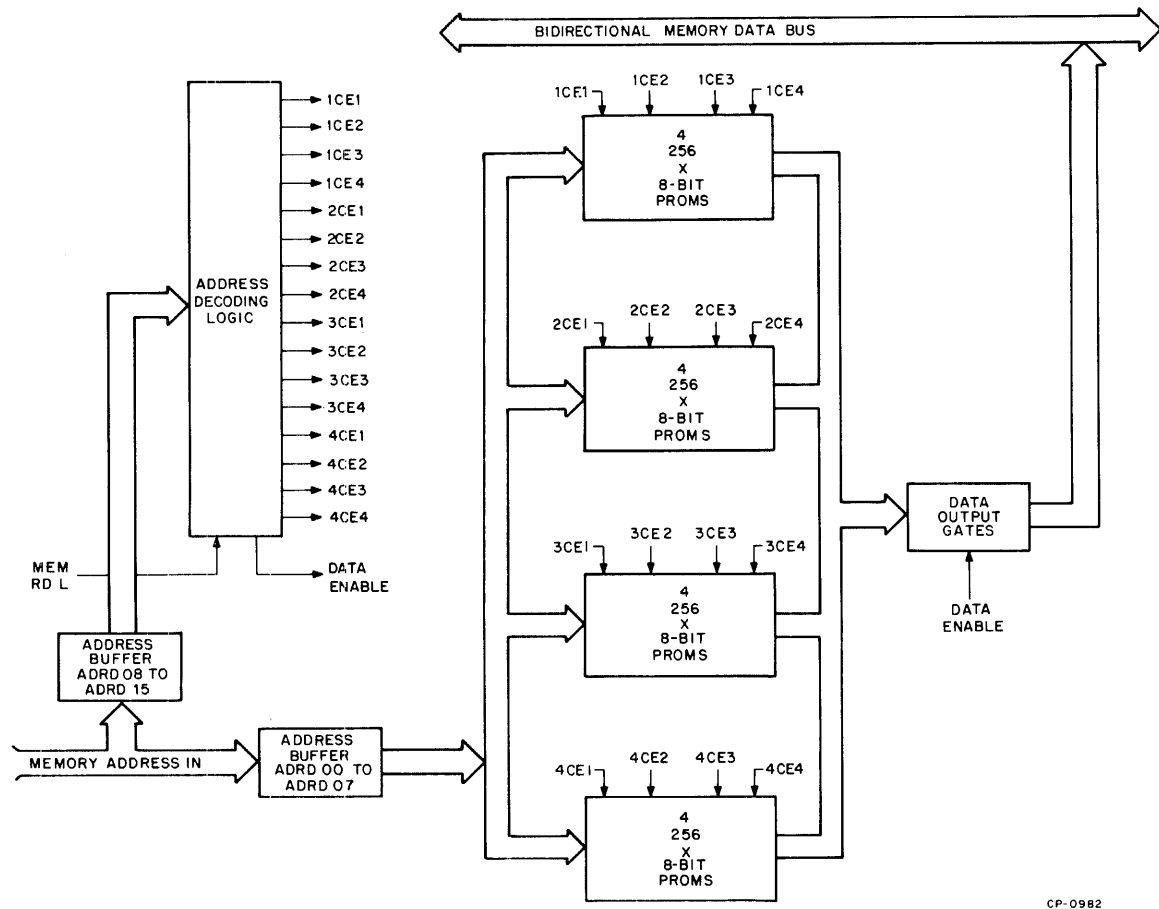 BIDIRECTIONAL MEMORY DATA BUS
1CE1
1CE2
1CE3
1CE4
2CE1
2CE2
2CE3
2CE4
3CE1
3CE2
3CE3
3CE4
4CE1
4CE2
4CE3
4CE4
ADDRESS
DECODING
LOGIC
MEM
RD L
DATA
ENABLE
ADDRESS
BUFFER
ADRD 08 TO
ADRD 15
MEMORY ADDRESS IN
ADDRESS
BUFFER
ADRD 00 TO
ADRD 07
1CE1
1CE2
1CE3
1CE4
4
256
X
8-BIT
PROMS
2CE1
2CE2
2CE3
2CE4
4
256
X
8-BIT
PROMS
3CE1
3CE2
3CE3
3CE4
4
256
X
8-BIT
PROMS
4CE1
4CE2
4CE3
4CE4
4
256
X
8-BIT
PROMS
DATA
OUTPUT
GATES
DATA
ENABLE
CP-0982